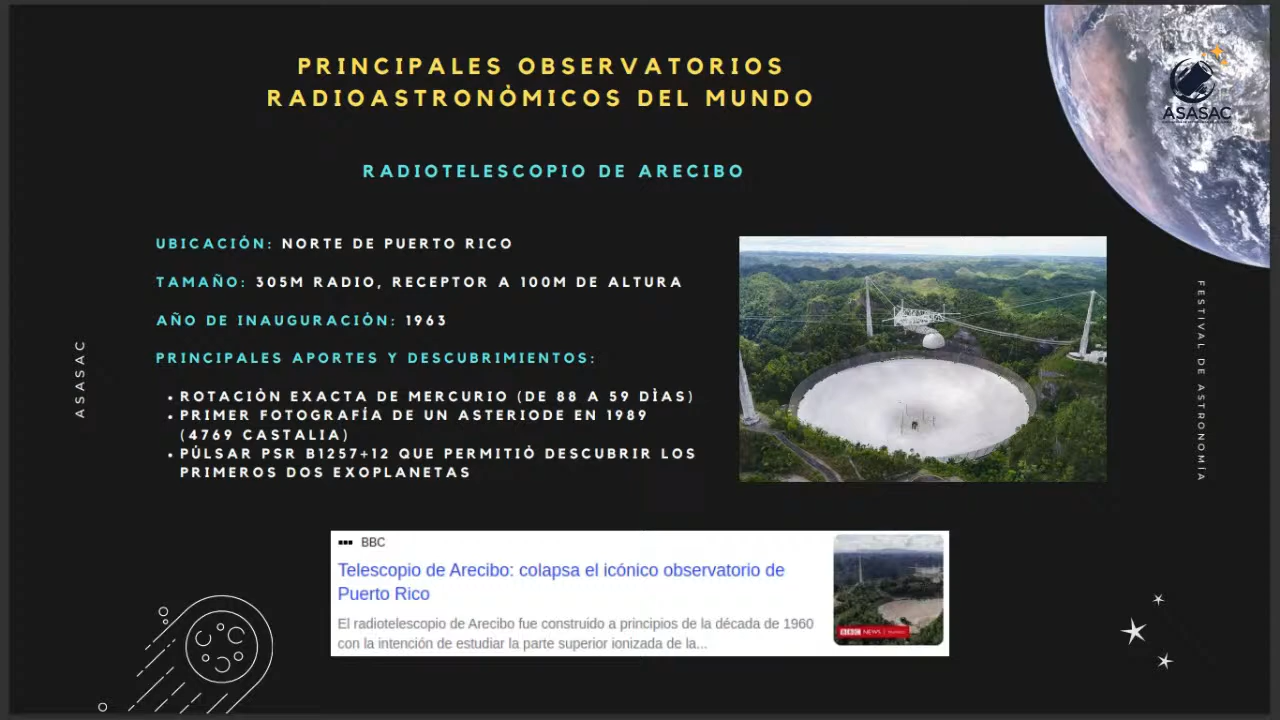 PRINCIPALES OBSERVATORIOS
RADIOASTRONÓMICOS DEL MUNDO
ASASAC
RADIOTELESCOPIO DE ARECIBO
UBICACIÓN: NORTE DE PUERTO RICO
TAMAÑO: 305M RADIO, RECEPTOR A 100M DE ALTURA
AÑO DE INAUGURACIÓN: 1963
PRINCIPALES APORTES Y DESCUBRIMIENTOS:
• ROTACIÓN EXACTA DE MERCURIO (DE 88 A 59 DÍAS)
• PRIMER FOTOGRAFÍA DE UN ASTERIODE EN 1989
(4769 CASTALIA)
• PÚLSAR PSR B1257+12 QUE PERMITIÓ DESCUBRIR LOS
PRIMEROS DOS EXOPLANETAS
ASASAC
FESTIVAL DE ASTRONOMÍA
BBC
Telescopio de Arecibo: colapsa el icónico observatorio de
Puerto Rico
El radiotelescopio de Arecibo fue construido a principios de la década de 1960
con la intención de estudiar la parte superior ionizada de la...
BBC NEWS